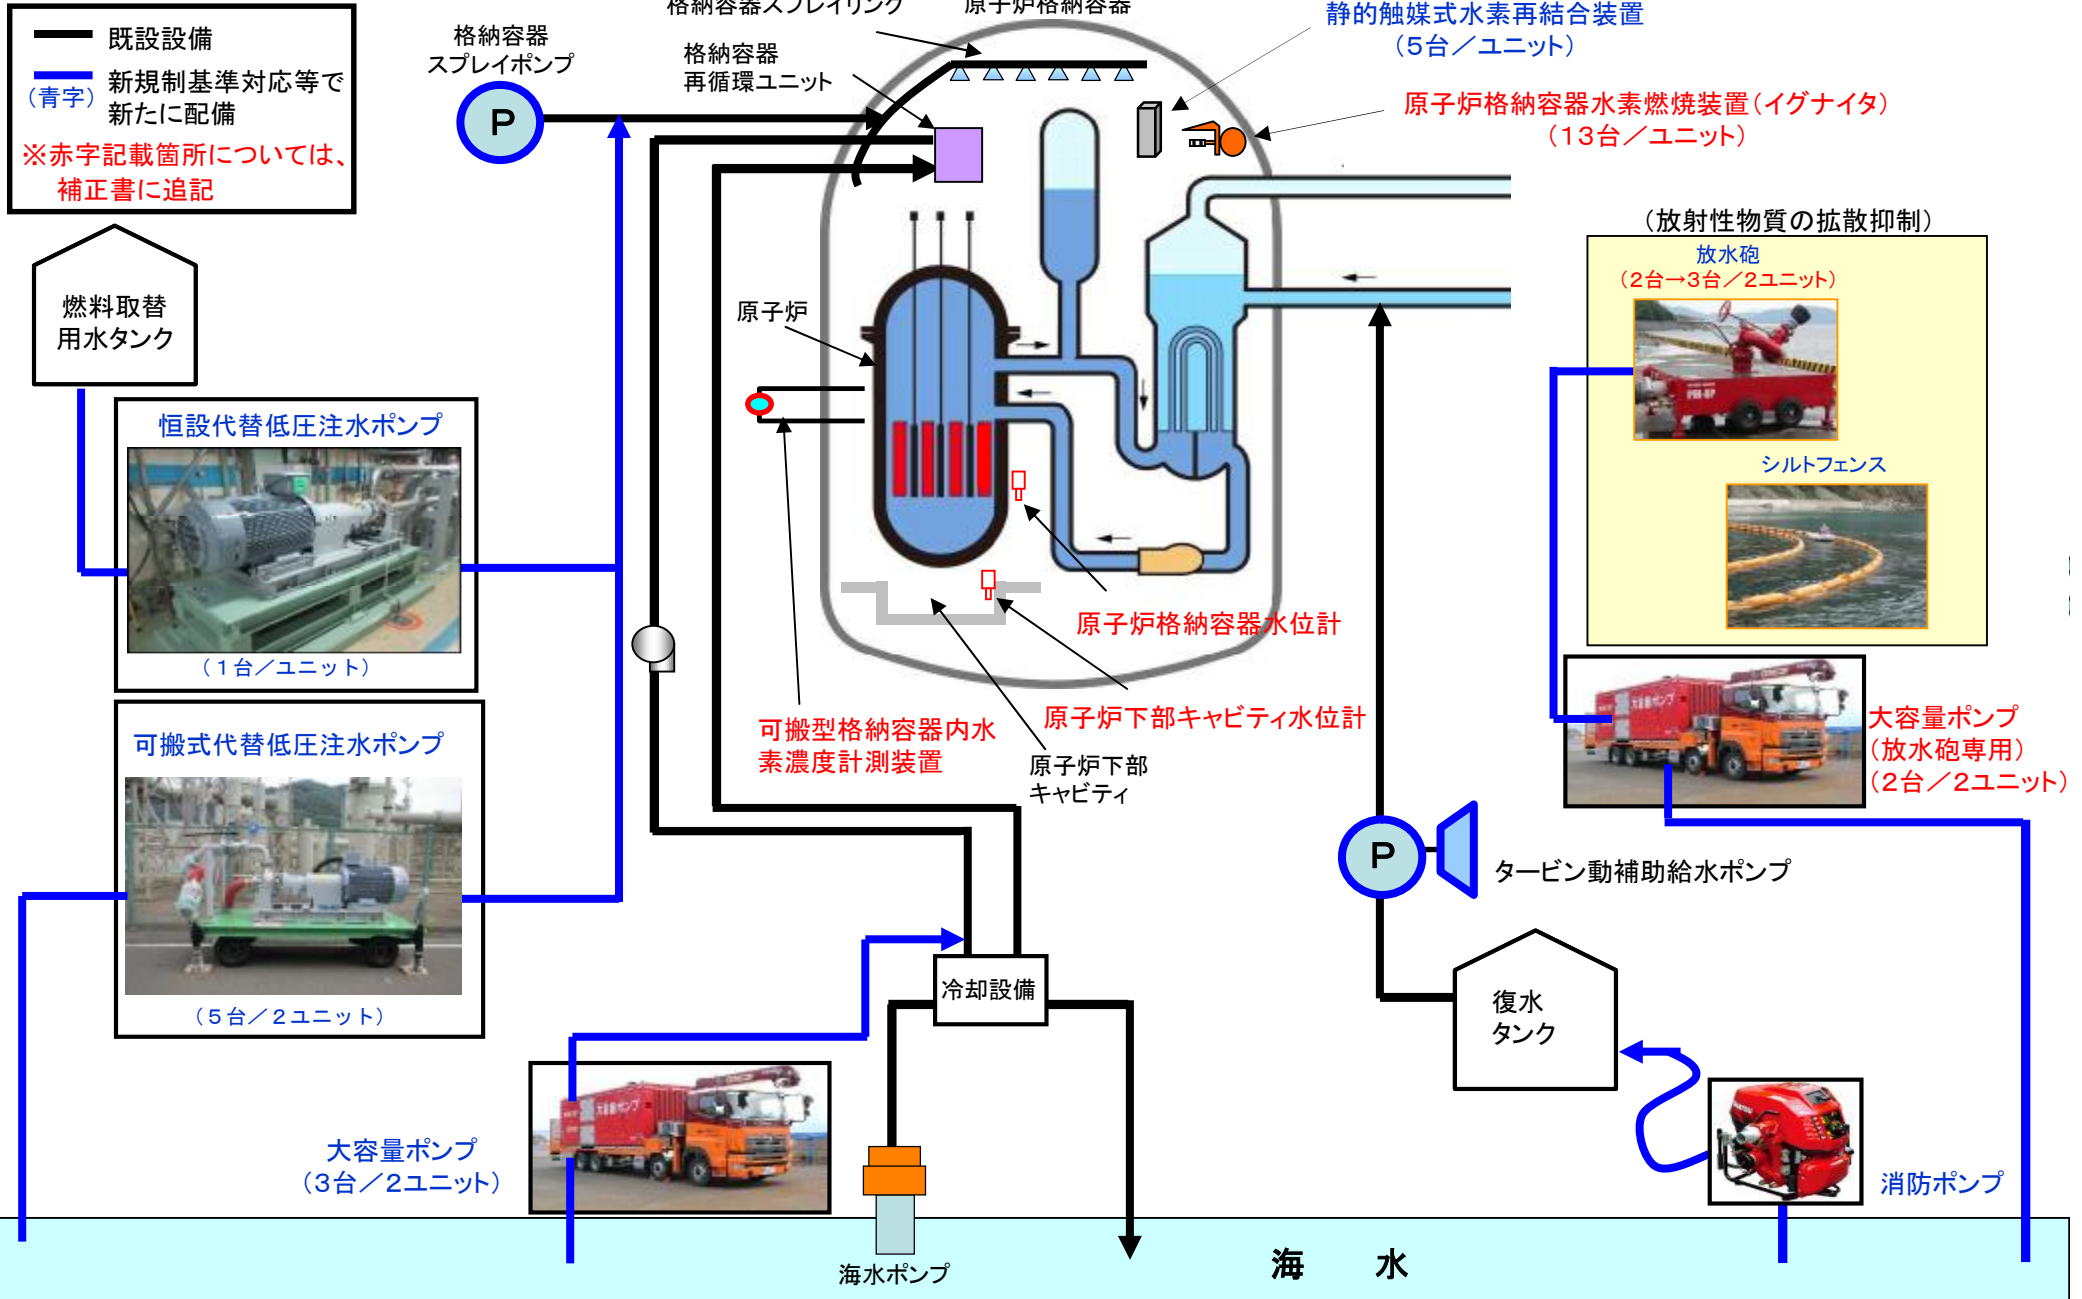 既設設備
新規制基準対応等で
(青字)
新たに配備
※赤字記載箇所については、
補正書に追記
格納容器
スプレイポンプ
P
格納容器スプレイリング
原子炉格納容器
格納容器
再循環ユニット
静的触媒式水素再結合装置
(5台／ユニット)
原子炉格納容器水素燃焼装置(イグナイタ)
(13台／ユニット)
燃料取替
用水タンク
原子炉
(放射性物質の拡散抑制)
放水砲
(2台→3台／2ユニット)
シルトフェンス
恒設代替低圧注水ポンプ
(1台／ユニット)
可搬式代替低圧注水ポンプ
(5台／2ユニット)
原子炉格納容器水位計
原子炉下部キャビティ水位計
可搬型格納容器内水
素濃度計測装置
原子炉下部
キャビティ
大容量ポンプ
大容量ポンプ
(放水砲専用)
(2台／2ユニット)
P
タービン動補助給水ポンプ
冷却設備
復水
タンク
大容量ポンプ
大容量ポンプ
(3台／2ユニット)
消防ポンプ
海水ポンプ
海　水